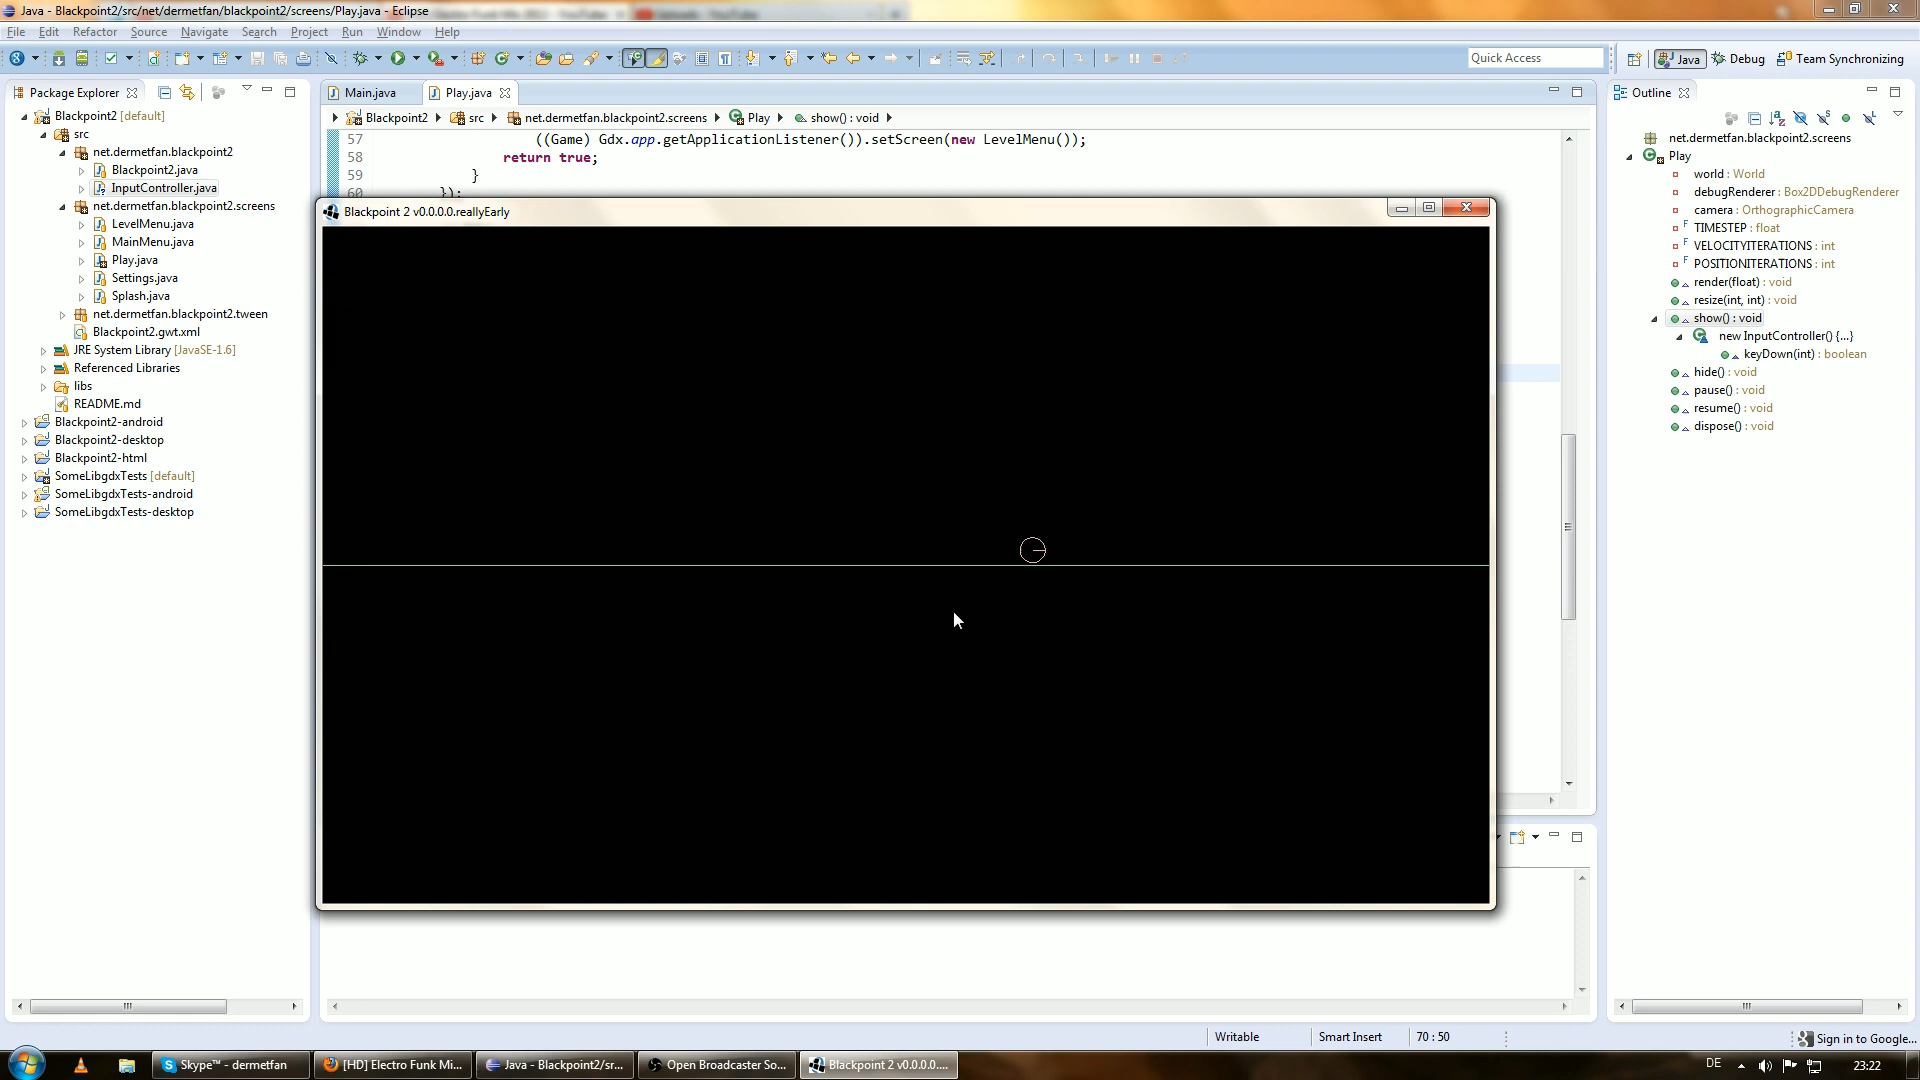 Java - Blackpoint2/src/net/dermetfan/blackpoint2/screens/Play.java - Eclipse
File Edit Refactor Source Navigate Search Project Run Window Help
Quick Access
Java Debug Team Synchronizing
Package Explorer
Main.java Play.java
Outline
Blackpoint2 src net.dermetfan.blackpoint2.screens Play show() : void
Blackpoint2 [default]
src
net.dermetfan.blackpoint2
Blackpoint2.java
InputController.java
net.dermetfan.blackpoint2.screens
LevelMenu.java
MainMenu.java
Play.java
Settings.java
Splash.java
net.dermetfan.blackpoint2.tween
Blackpoint2.gwt.xml
JRE System Library [JavaSE-1.6]
Referenced Libraries
libs
README.md
Blackpoint2-android
Blackpoint2-desktop
Blackpoint2-html
SomeLibgdxTests [default]
SomeLibgdxTests-android
SomeLibgdxTests-desktop
57 ((Game) Gdx.app.getApplicationListener()).setScreen(new LevelMenu());
58 return true;
59 }
60 });
Blackpoint 2 v0.0.0.0.reallyEarly
net.dermetfan.blackpoint2.screens
Play
world : World
debugRenderer : Box2DDebugRenderer
camera : OrthographicCamera
TIMESTEP : float
VELOCITYITERATIONS : int
POSITIONITERATIONS : int
render(float) : void
resize(int, int) : void
show() : void
new InputController() {...}
keyDown(int) : boolean
hide() : void
pause() : void
resume() : void
dispose() : void
Writable Smart Insert 70 : 50
Sign in to Google...
Skype™ - dermetfan
[HD] Electro Funk Mi...
Java - Blackpoint2/sr...
Open Broadcaster So...
Blackpoint 2 v0.0.0.0....
DE
23:22